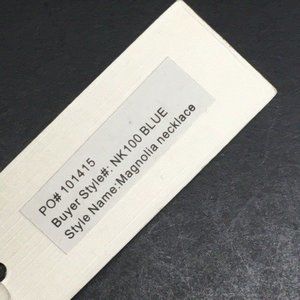 PO# 101415
Buyer Style#: NK100 BLUE
Style Name:Magnolia necklace